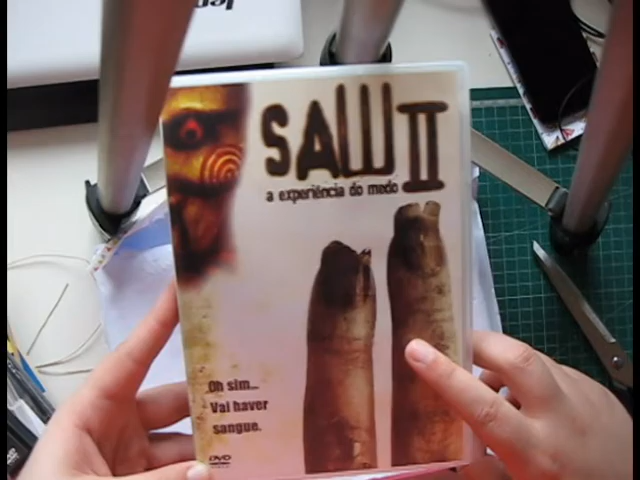 SAW II
a experiência do medo
Oh sim...
Vai haver
sangue.
DVD